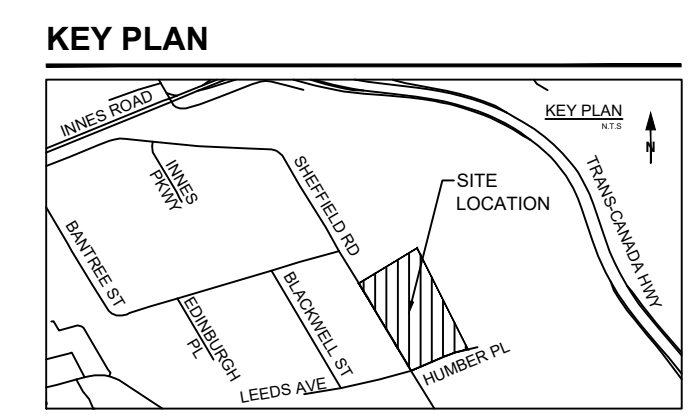 KEY PLAN
INNES ROAD
KEY PLAN
N.T.S
N
INNES
PKWY
SHEFFIELD RD
SITE
LOCATION
TRANS-CANADA HWY
BANTREE ST
EDINBURGH
PL
BLACKWELL ST
LEEDS AVE
HUMBER PL